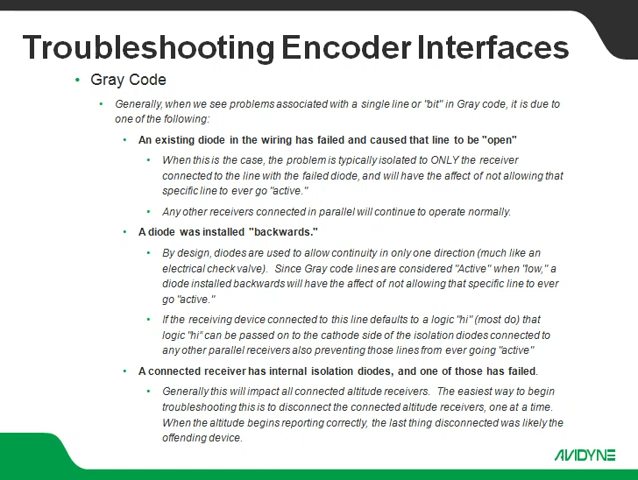 Troubleshooting Encoder Interfaces
• Gray Code
• Generally, when we see problems associated with a single line or "bit" in Gray code, it is due to
one of the following:
• An existing diode in the wiring has failed and caused that line to be "open"
• When this is the case, the problem is typically isolated to ONLY the receiver
connected to the line with the failed diode, and will have the affect of not allowing that
specific line to ever go "active."
• Any other receivers connected in parallel will continue to operate normally.
• A diode was installed "backwards."
• By design, diodes are used to allow continuity in only one direction (much like an
electrical check valve). Since Gray code lines are considered "Active" when "low," a
diode installed backwards will have the affect of not allowing that specific line to ever
go "active."
• If the receiving device connected to this line defaults to a logic "hi" (most do) that
logic "hi" can be passed on to the cathode side of the isolation diodes connected to
any other parallel receivers also preventing those lines from ever going "active"
• A connected receiver has internal isolation diodes, and one of those has failed.
• Generally this will impact all connected altitude receivers. The easiest way to begin
troubleshooting this is to disconnect the connected altitude receivers, one at a time.
When the altitude begins reporting correctly, the last thing disconnected was likely the
offending device.
AVIDYNE